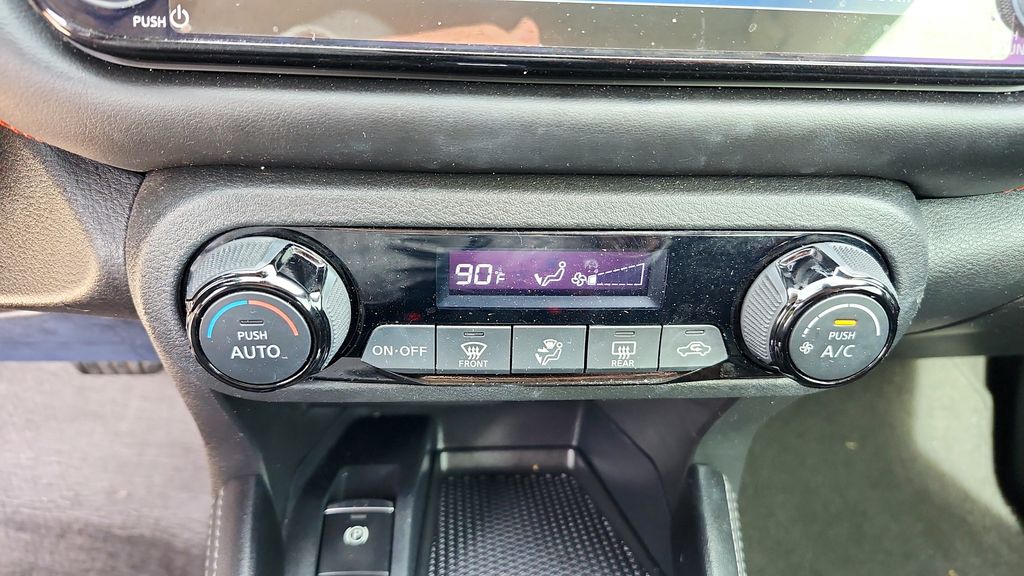 PUSH
90°F
PUSH
AUTO
ON·OFF
FRONT
REAR
PUSH
A/C
P